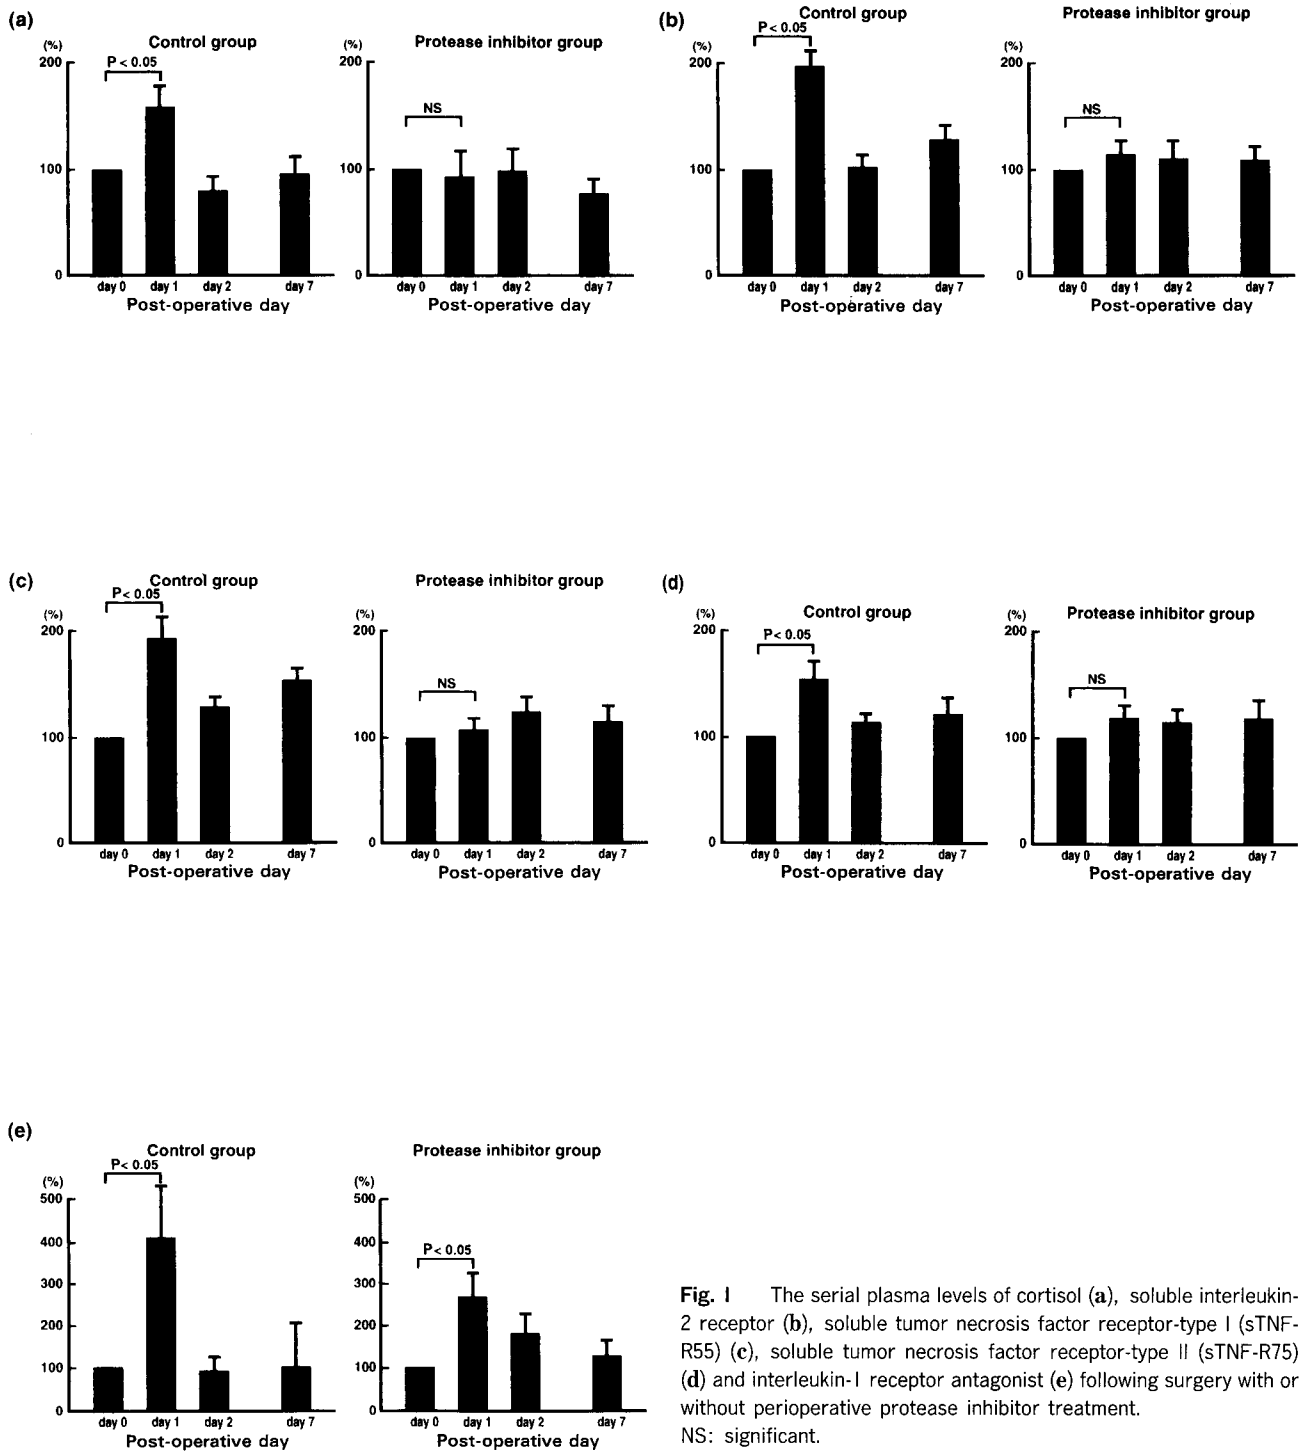 (a)
Control group
Protease inhibitor group
(%)
200
100
0
P < 0.05
day 0 day 1 day 2 day 7
Post-operative day
(%)
200
100
0
NS
day 0 day 1 day 2 day 7
Post-operative day
(b)
Control group
Protease inhibitor group
(%)
200
100
0
P < 0.05
day 0 day 1 day 2 day 7
Post-operative day
(%)
200
100
0
NS
day 0 day 1 day 2 day 7
Post-operative day
(c)
Control group
Protease inhibitor group
(%)
200
100
0
P < 0.05
day 0 day 1 day 2 day 7
Post-operative day
(%)
200
100
0
NS
day 0 day 1 day 2 day 7
Post-operative day
(d)
Control group
Protease inhibitor group
(%)
200
100
0
P < 0.05
day 0 day 1 day 2 day 7
Post-operative day
(%)
200
100
0
NS
day 0 day 1 day 2 day 7
Post-operative day
(e)
Control group
Protease inhibitor group
(%)
500
400
300
200
100
0
P < 0.05
day 0 day 1 day 2 day 7
Post-operative day
(%)
500
400
300
200
100
0
P < 0.05
day 0 day 1 day 2 day 7
Post-operative day
Fig. I The serial plasma levels of cortisol (a), soluble interleukin-
2 receptor (b), soluble tumor necrosis factor receptor-type I (sTNF-
R55) (c), soluble tumor necrosis factor receptor-type II (sTNF-R75)
(d) and interleukin-I receptor antagonist (e) following surgery with or
without perioperative protease inhibitor treatment.
NS: significant.